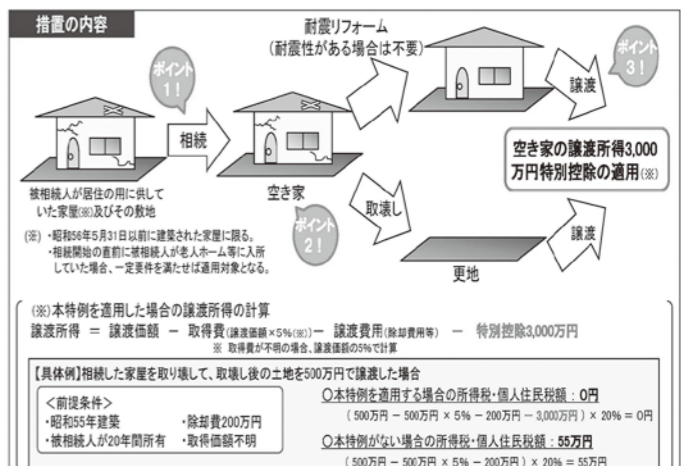 措置の内容
耐震リフォーム
(耐震性がある場合は不要)
ポイント
1!
ポイント
3!
相続
譲渡
空き家の譲渡所得3,000
万円特別控除の適用(※)
被相続人が居住の用に供して
いた家屋(※)及びその敷地
空き家
ポイント
2!
取壊し
譲渡
更地
(※) ・昭和56年5月31日以前に建築された家屋に限る。
・相続開始の直前に被相続人が老人ホーム等に入所
していた場合、一定要件を満たせば適用対象となる。
(※)本特例を適用した場合の譲渡所得の計算
譲渡所得 = 譲渡価額 - 取得費(譲渡価額×5%(※)) - 譲渡費用(除却費用等) - 特別控除3,000万円
※ 取得費が不明の場合、譲渡価額の5%で計算
【具体例】相続した家屋を取り壊して、取壊し後の土地を500万円で譲渡した場合
<前提条件>
・昭和55年建築 ・除却費200万円
・被相続人が20年間所有 ・取得価額不明
○本特例を適用する場合の所得税・個人住民税額:0円
(500万円 - 500万円 × 5% - 200万円 - 3,000万円) × 20% = 0円
○本特例がない場合の所得税・個人住民税額:55万円
(500万円 - 500万円 × 5% - 200万円) × 20% = 55万円